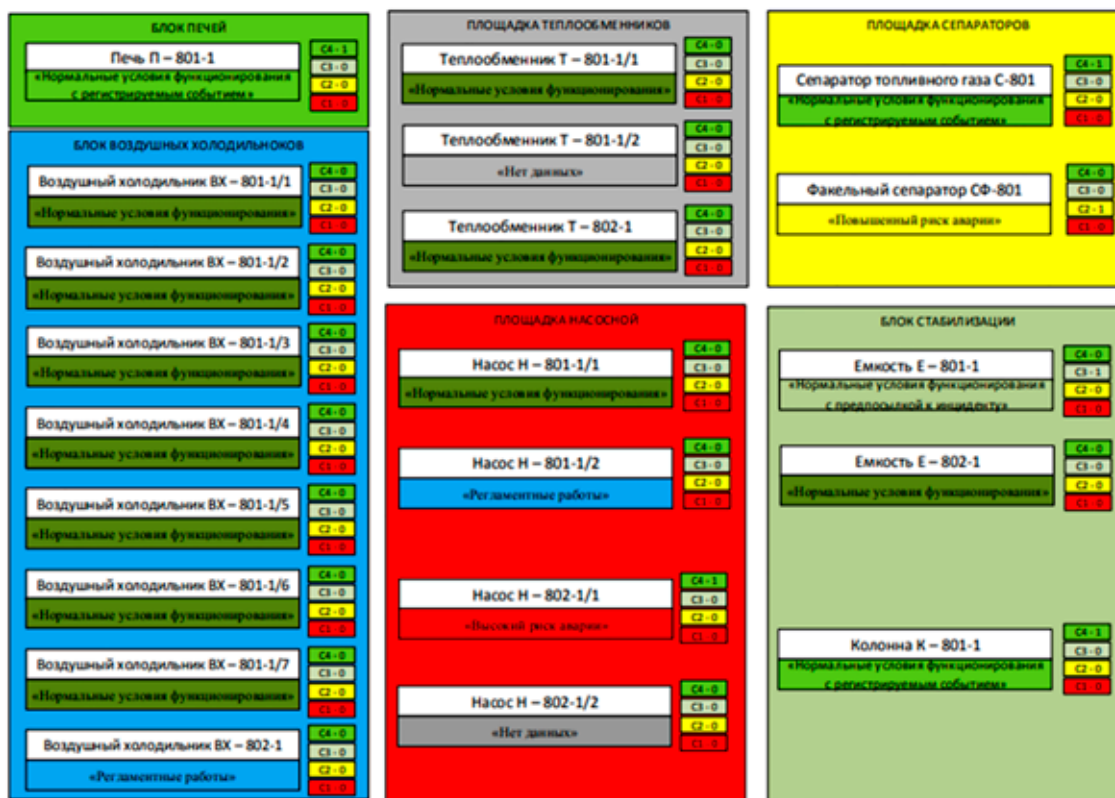 БЛОК ПЕЧЕЙ
Печь П – 801-1
«Нормальные условия функционирования
с регистрируемым событием»
С4 - 1
С3 - 0
С2 - 0
С1 - 0
БЛОК ВОЗДУШНЫХ ХОЛОДИЛЬНОКОВ
Воздушный холодильник ВХ – 801-1/1
«Нормальные условия функционирования»
С4 - 0
С3 - 0
С2 - 0
С1 - 0
Воздушный холодильник ВХ – 801-1/2
«Нормальные условия функционирования»
С4 - 0
С3 - 0
С2 - 0
С1 - 0
Воздушный холодильник ВХ – 801-1/3
«Нормальные условия функционирования»
С4 - 0
С3 - 0
С2 - 0
С1 - 0
Воздушный холодильник ВХ – 801-1/4
«Нормальные условия функционирования»
С4 - 0
С3 - 0
С2 - 0
С1 - 0
Воздушный холодильник ВХ – 801-1/5
«Нормальные условия функционирования»
С4 - 0
С3 - 0
С2 - 0
С1 - 0
Воздушный холодильник ВХ – 801-1/6
«Нормальные условия функционирования»
С4 - 0
С3 - 0
С2 - 0
С1 - 0
Воздушный холодильник ВХ – 801-1/7
«Нормальные условия функционирования»
С4 - 0
С3 - 0
С2 - 0
С1 - 0
Воздушный холодильник ВХ – 802-1
«Регламентные работы»
С4 - 0
С3 - 0
С2 - 0
С1 - 0
ПЛОЩАДКА ТЕПЛООБМЕННИКОВ
Теплообменник Т – 801-1/1
«Нормальные условия функционирования»
С4 - 0
С3 - 0
С2 - 0
С1 - 0
Теплообменник Т – 801-1/2
«Нет данных»
С4 - 0
С3 - 0
С2 - 0
С1 - 0
Теплообменник Т – 802-1
«Нормальные условия функционирования»
С4 - 0
С3 - 0
С2 - 0
С1 - 0
ПЛОЩАДКА НАСОСНОЙ
Насос Н – 801-1/1
«Нормальные условия функционирования»
С4 - 0
С3 - 0
С2 - 0
С1 - 0
Насос Н – 801-1/2
«Регламентные работы»
С4 - 0
С3 - 0
С2 - 0
С1 - 0
Насос Н – 802-1/1
«Высокий риск аварии»
С4 - 1
С3 - 0
С2 - 0
С1 - 0
Насос Н – 802-1/2
«Нет данных»
С4 - 0
С3 - 0
С2 - 0
С1 - 0
ПЛОЩАДКА СЕПАРАТОРОВ
Сепаратор топливного газа С-801
«Нормальные условия функционирования
с регистрируемым событием»
С4 - 1
С3 - 0
С2 - 0
С1 - 0
Факельный сепаратор СФ-801
«Повышенный риск аварии»
С4 - 0
С3 - 0
С2 - 1
С1 - 0
БЛОК СТАБИЛИЗАЦИИ
Емкость Е – 801-1
«Нормальные условия функционирования
с предпосылкой к инциденту»
С4 - 0
С3 - 1
С2 - 0
С1 - 0
Емкость Е – 802-1
«Нормальные условия функционирования»
С4 - 0
С3 - 0
С2 - 0
С1 - 0
Колонна К – 801-1
«Нормальные условия функционирования
с регистрируемым событием»
С4 - 1
С3 - 0
С2 - 0
С1 - 0